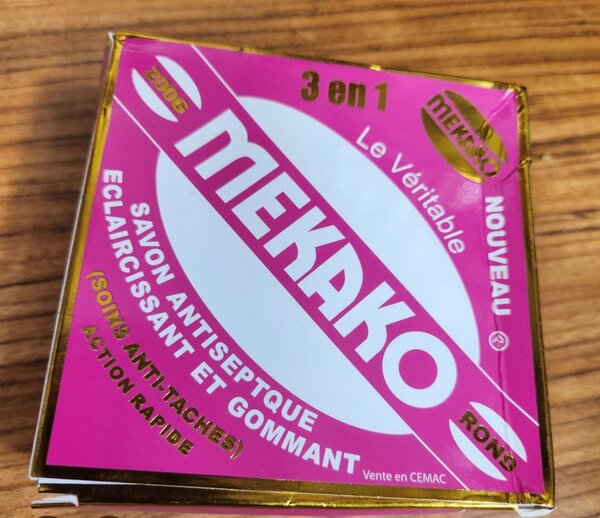 3 en 1
200G
MEKAKO
Le Véritable
MEKAKO
NOUVEAU ®
SAVON ANTISEPTQUE
ECLAIRCISSANT ET GOMMANT
(SOINS ANTI-TACHES)
ACTION RAPIDE
ROND
Vente en CEMAC